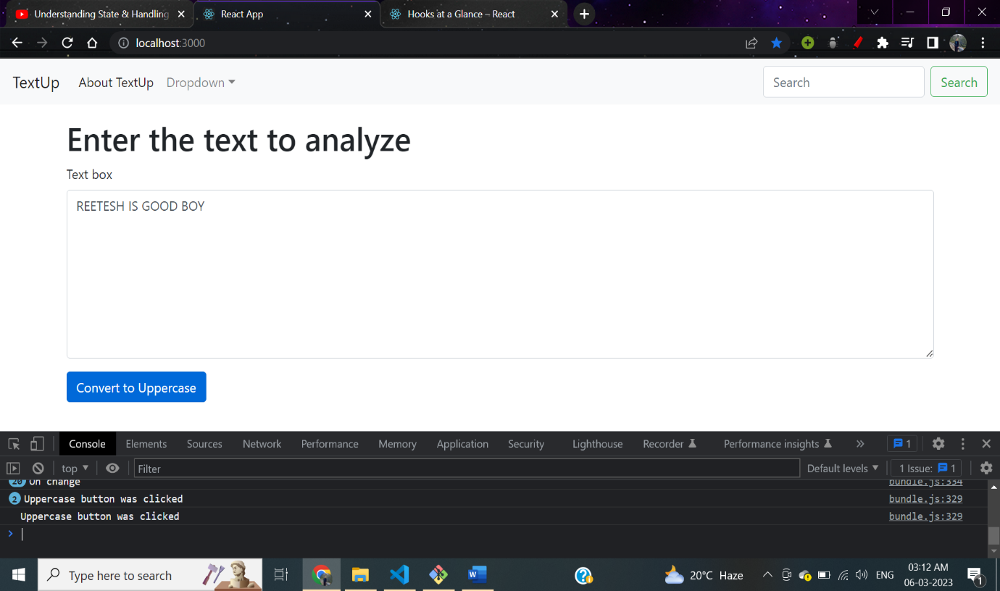 Understanding State & Handling
React App
Hooks at a Glance – React
localhost:3000
TextUp
About TextUp
Dropdown
Search
Search
Enter the text to analyze
Text box
REETESH IS GOOD BOY
Convert to Uppercase
Console Elements Sources Network Performance Memory Application Security Lighthouse Recorder Performance insights 1
top Filter Default levels 1 Issue: 1
20 On change bundle.js:334
2 Uppercase button was clicked bundle.js:329
Uppercase button was clicked bundle.js:329
Type here to search
20°C Haze
ENG
03:12 AM
06-03-2023
1